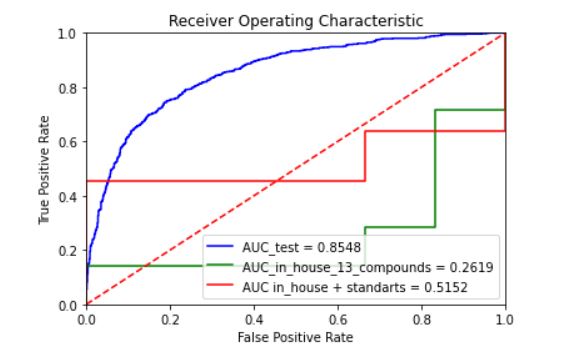 Receiver Operating Characteristic
True Positive Rate
1.0
0.8
0.6
0.4
0.2
0.0
AUC_test = 0.8548
AUC_in_house_13_compounds = 0.2619
AUC in_house + standarts = 0.5152
0.0 0.2 0.4 0.6 0.8 1.0
False Positive Rate